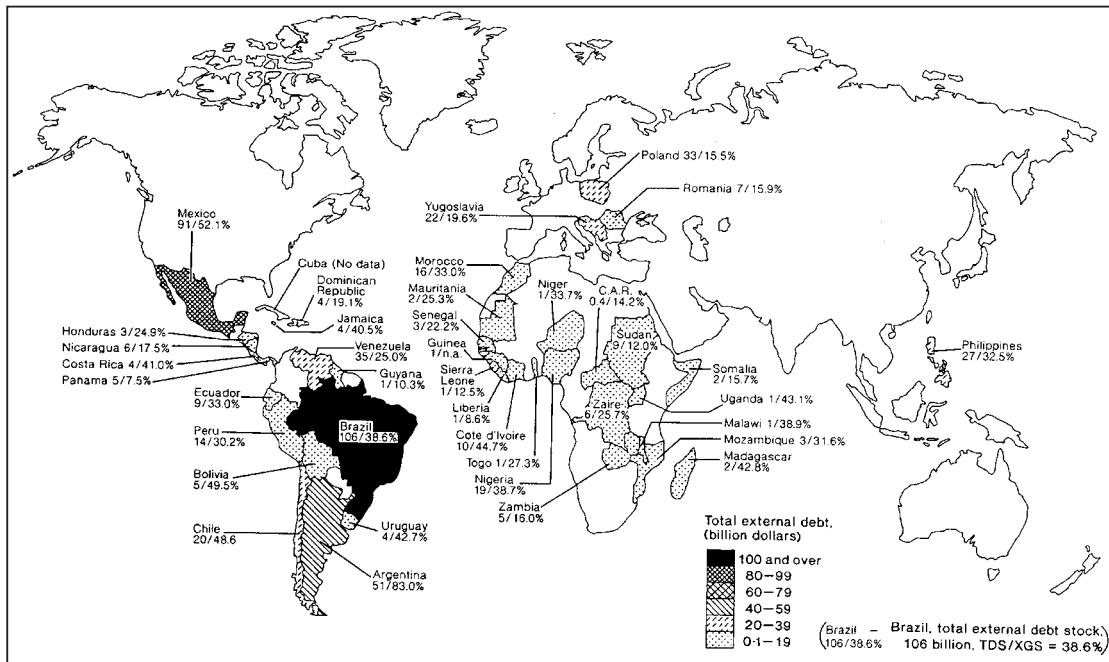 Poland 33/15.5%
Romania 7/15.9%
Yugoslavia
22/19.6%
Mexico
91/52.1%
Cuba (No data)
Dominican
Republic
4/19.1%
Jamaica
4/40.5%
Honduras 3/24.9%
Nicaragua 6/17.5%
Costa Rica 4/41.0%
Panama 5/7.5%
Venezuela
35/25.0%
Guyana
1/10.3%
Ecuador
9/33.0%
Peru
14/30.2%
Brazil
106/38.6%
Bolivia
5/49.5%
Chile
20/48.6
Uruguay
4/42.7%
Argentina
51/83.0%
Morocco
16/33.0%
Mauritania
2/25.3%
Senegal
3/22.2%
Guinea
1/n.a.
Sierra
Leone
1/12.5%
Liberia
1/8.6%
Cote d'Ivoire
10/44.7%
Togo 1/27.3%
Nigeria
19/38.7%
Niger
1/33.7%
C.A.R.
0.4/14.2%
Sudan
9/12.0%
Zaire
6/25.7%
Zambia
5/16.0%
Somalia
2/15.7%
Uganda 1/43.1%
Malawi 1/38.9%
Mozambique 3/31.6%
Madagascar
2/42.8%
Philippines
27/32.5%
Total external debt,
(billion dollars)
100 and over
80–99
60–79
40–59
20–39
0·1–19
(Brazil – Brazil, total external debt stock,
106/38.6% 106 billion, TDS/XGS = 38.6%)